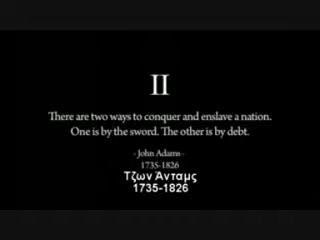 II
There are two ways to conquer and enslave a nation.
One is by the sword. The other is by debt.
- John Adams -
1735-1826
Τζων Άνταμς
1735-1826